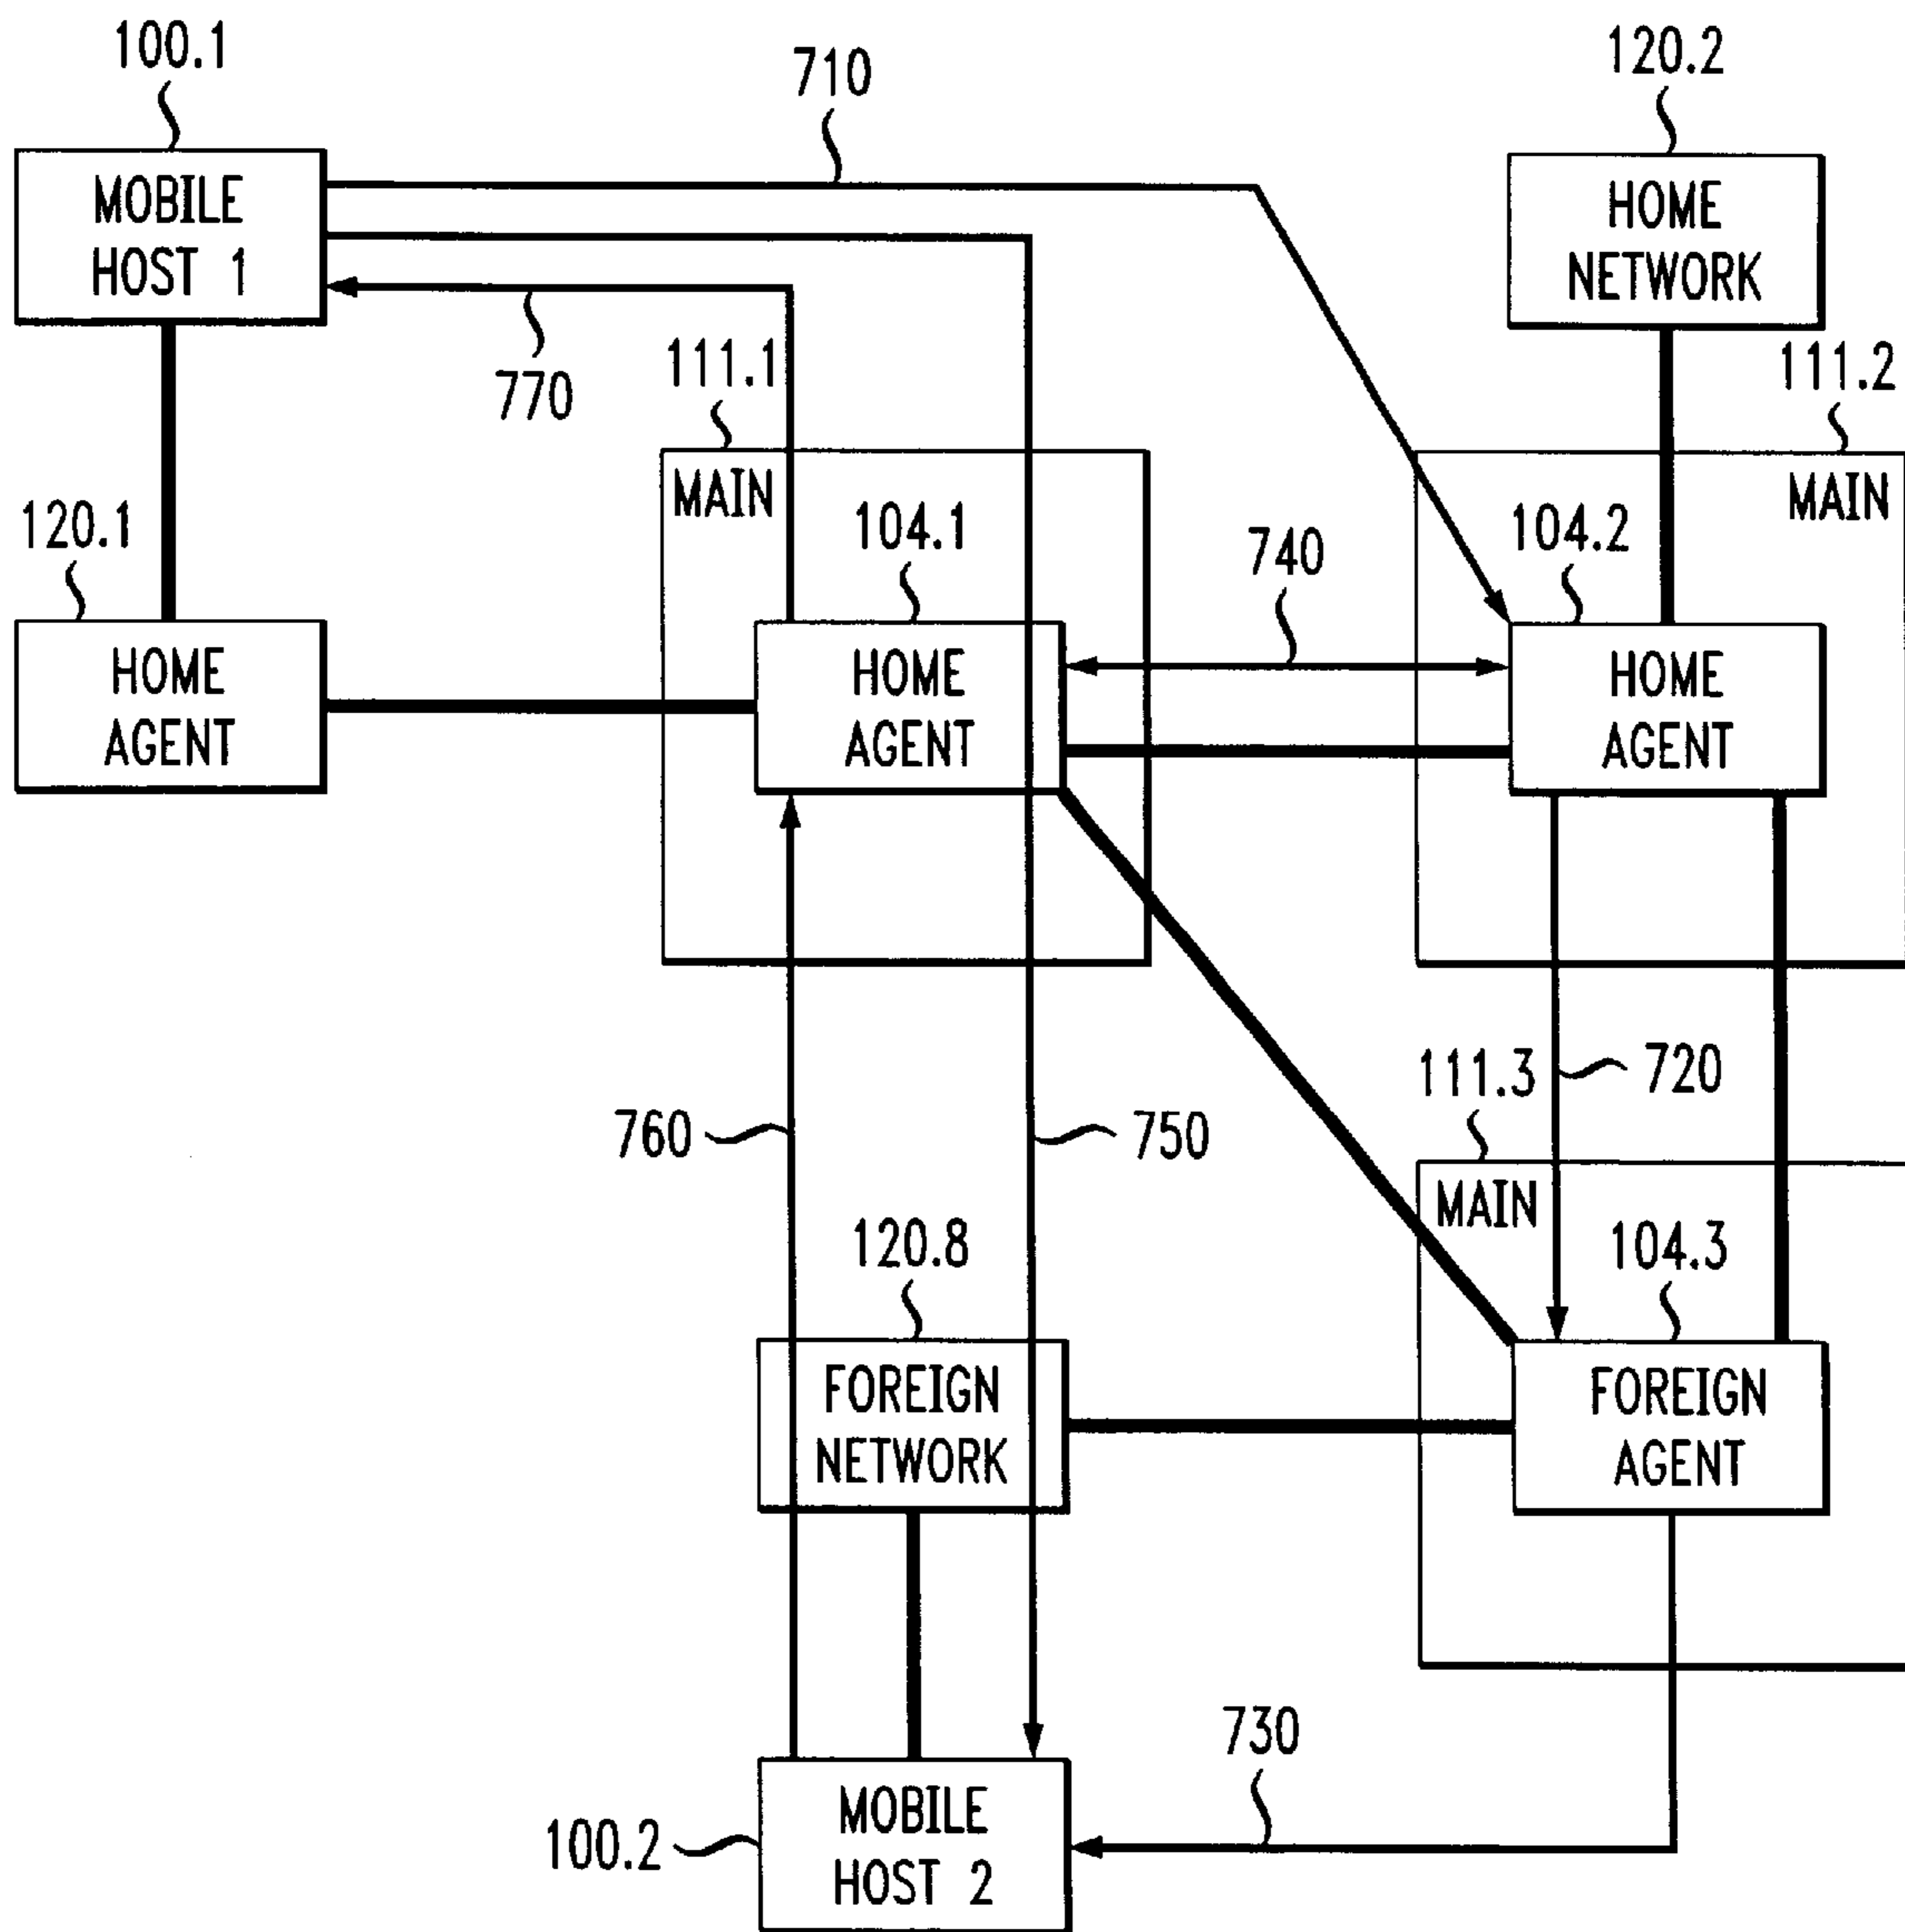 100.1
710
120.2
MOBILE
HOST 1
HOME
NETWORK
770
111.1
111.2
MAIN
MAIN
120.1
104.1
740
104.2
HOME
AGENT
HOME
AGENT
HOME
AGENT
760
750
111.3
720
MAIN
120.8
104.3
FOREIGN
NETWORK
FOREIGN
AGENT
730
100.2
MOBILE
HOST 2